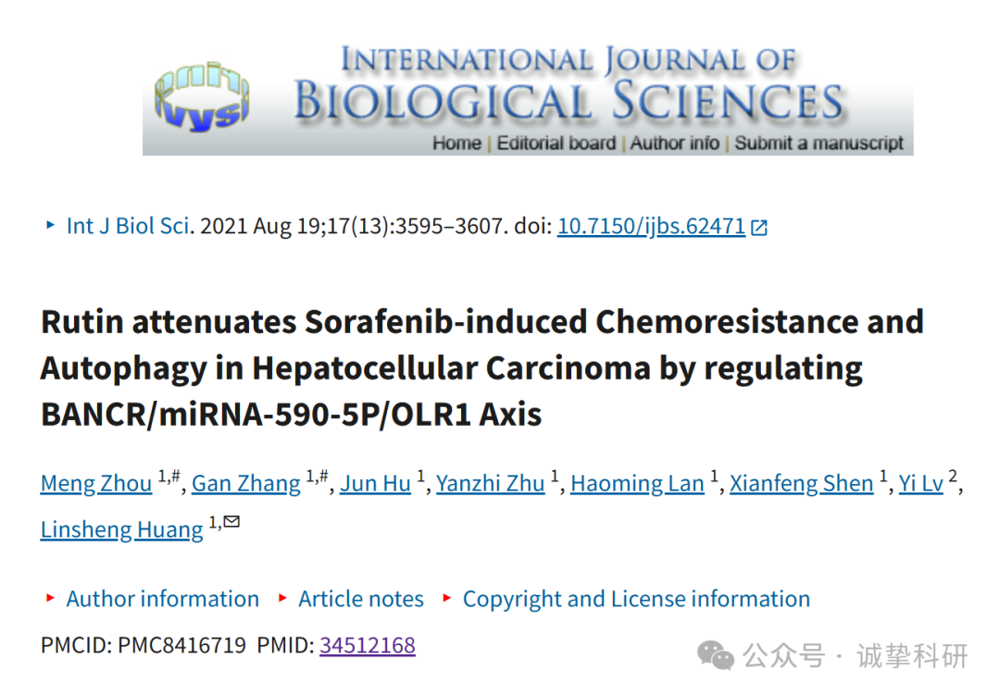 INTERNATIONAL JOURNAL OF
BIOLOGICAL SCIENCES
ivyspring
Home | Editorial board | Author info | Submit a manuscript
▸ Int J Biol Sci. 2021 Aug 19;17(13):3595–3607. doi: 10.7150/ijbs.62471
Rutin attenuates Sorafenib-induced Chemoresistance and
Autophagy in Hepatocellular Carcinoma by regulating
BANCR/miRNA-590-5P/OLR1 Axis
Meng Zhou 1,#, Gan Zhang 1,#, Jun Hu 1, Yanzhi Zhu 1, Haoming Lan 1, Xianfeng Shen 1, Yi Lv 2,
Linsheng Huang 1,✉
▸ Author information ▸ Article notes ▸ Copyright and License information
PMCID: PMC8416719 PMID: 34512168
公众号 · 诚挚科研